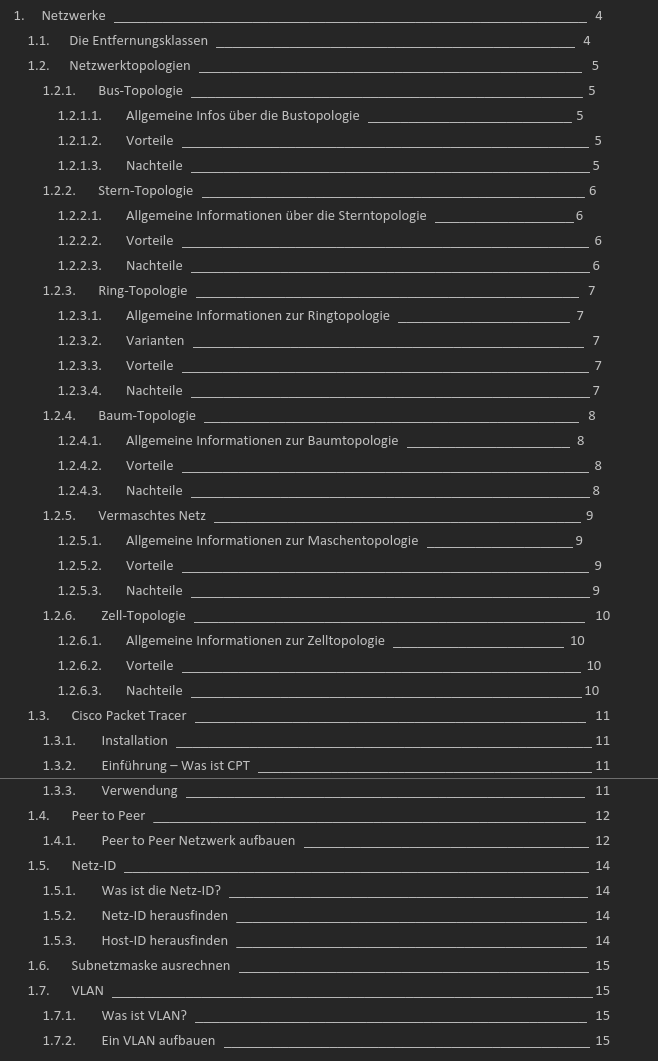 1. Netzwerke 4
1.1. Die Entfernungsklassen 4
1.2. Netzwerktopologien 5
1.2.1. Bus-Topologie 5
1.2.1.1. Allgemeine Infos über die Bustopologie 5
1.2.1.2. Vorteile 5
1.2.1.3. Nachteile 5
1.2.2. Stern-Topologie 6
1.2.2.1. Allgemeine Informationen über die Sterntopologie 6
1.2.2.2. Vorteile 6
1.2.2.3. Nachteile 6
1.2.3. Ring-Topologie 7
1.2.3.1. Allgemeine Informationen zur Ringtopologie 7
1.2.3.2. Varianten 7
1.2.3.3. Vorteile 7
1.2.3.4. Nachteile 7
1.2.4. Baum-Topologie 8
1.2.4.1. Allgemeine Informationen zur Baumtopologie 8
1.2.4.2. Vorteile 8
1.2.4.3. Nachteile 8
1.2.5. Vermaschtes Netz 9
1.2.5.1. Allgemeine Informationen zur Maschentopologie 9
1.2.5.2. Vorteile 9
1.2.5.3. Nachteile 9
1.2.6. Zell-Topologie 10
1.2.6.1. Allgemeine Informationen zur Zelltopologie 10
1.2.6.2. Vorteile 10
1.2.6.3. Nachteile 10
1.3. Cisco Packet Tracer 11
1.3.1. Installation 11
1.3.2. Einführung – Was ist CPT 11
1.3.3. Verwendung 11
1.4. Peer to Peer 12
1.4.1. Peer to Peer Netzwerk aufbauen 12
1.5. Netz-ID 14
1.5.1. Was ist die Netz-ID? 14
1.5.2. Netz-ID herausfinden 14
1.5.3. Host-ID herausfinden 14
1.6. Subnetzmaske ausrechnen 15
1.7. VLAN 15
1.7.1. Was ist VLAN? 15
1.7.2. Ein VLAN aufbauen 15